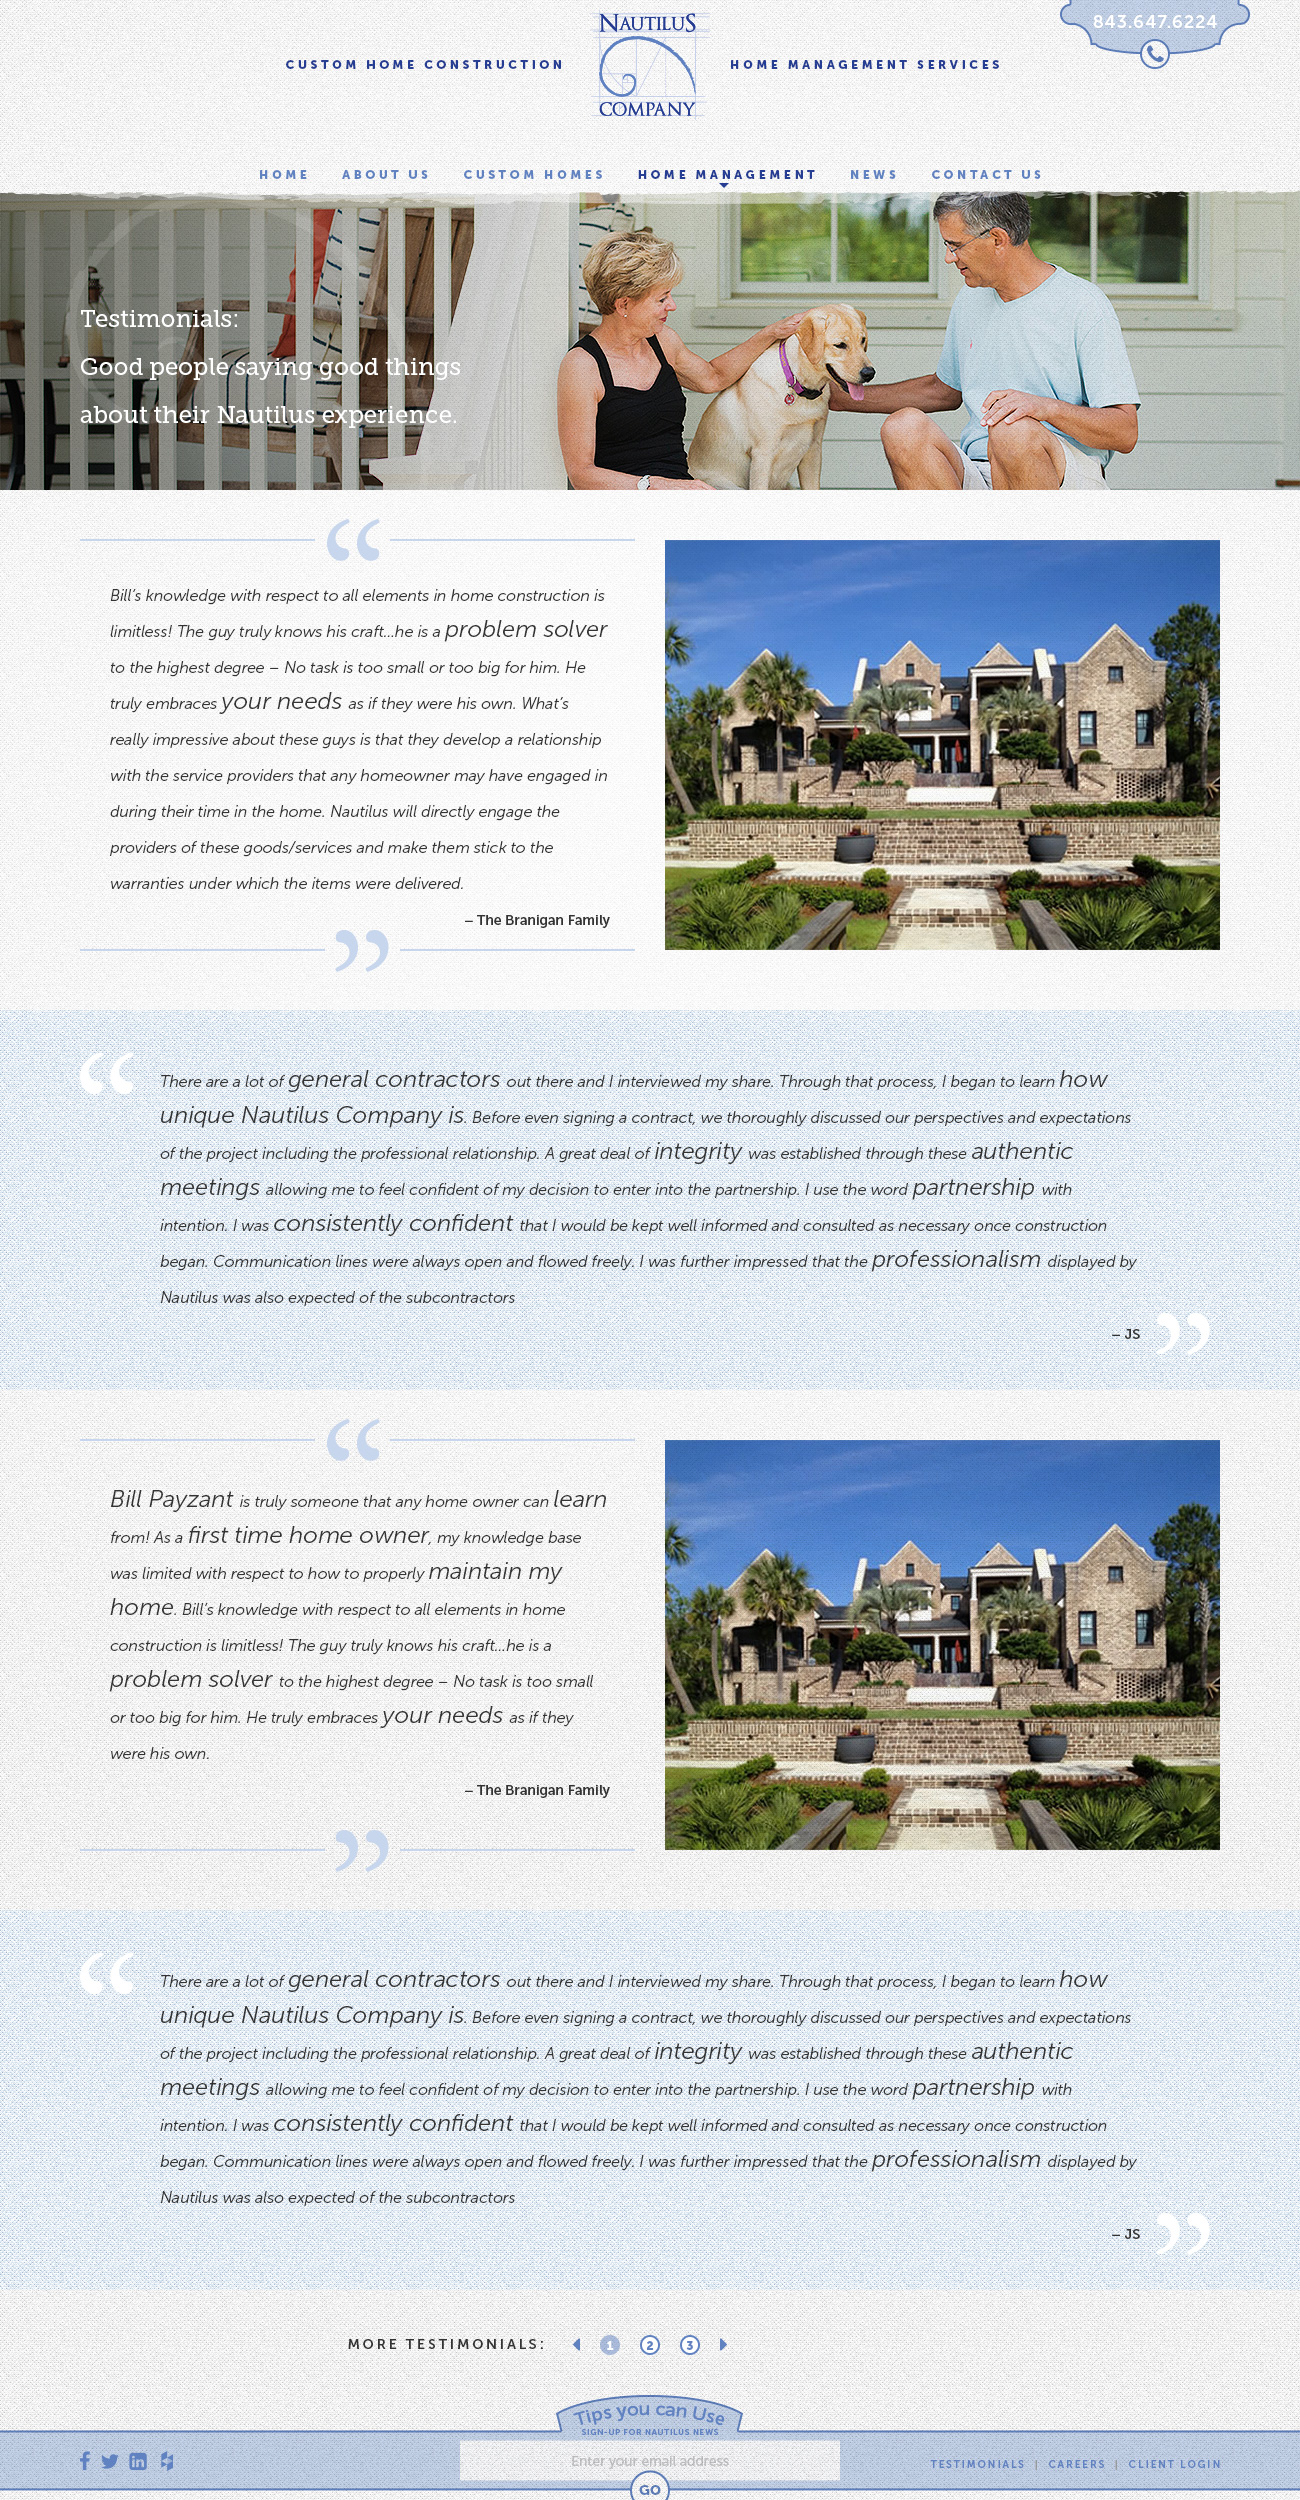 NAUTILUS
COMPANY
CUSTOM HOME CONSTRUCTION
HOME MANAGEMENT SERVICES
843.647.6224
HOME ABOUT US CUSTOM HOMES HOME MANAGEMENT NEWS CONTACT US
Testimonials:
Good people saying good things
about their Nautilus experience.
“
Bill’s knowledge with respect to all elements in home construction is
limitless! The guy truly knows his craft...he is a problem solver
to the highest degree – No task is too small or too big for him. He
truly embraces your needs as if they were his own. What’s
really impressive about these guys is that they develop a relationship
with the service providers that any homeowner may have engaged in
during their time in the home. Nautilus will directly engage the
providers of these goods/services and make them stick to the
warranties under which the items were delivered.
– The Branigan Family
”
“
There are a lot of general contractors out there and I interviewed my share. Through that process, I began to learn how
unique Nautilus Company is. Before even signing a contract, we thoroughly discussed our perspectives and expectations
of the project including the professional relationship. A great deal of integrity was established through these authentic
meetings allowing me to feel confident of my decision to enter into the partnership. I use the word partnership with
intention. I was consistently confident that I would be kept well informed and consulted as necessary once construction
began. Communication lines were always open and flowed freely. I was further impressed that the professionalism displayed by
Nautilus was also expected of the subcontractors
– JS
”
“
Bill Payzant is truly someone that any home owner can learn
from! As a first time home owner, my knowledge base
was limited with respect to how to properly maintain my
home. Bill’s knowledge with respect to all elements in home
construction is limitless! The guy truly knows his craft...he is a
problem solver to the highest degree – No task is too small
or too big for him. He truly embraces your needs as if they
were his own.
– The Branigan Family
”
“
There are a lot of general contractors out there and I interviewed my share. Through that process, I began to learn how
unique Nautilus Company is. Before even signing a contract, we thoroughly discussed our perspectives and expectations
of the project including the professional relationship. A great deal of integrity was established through these authentic
meetings allowing me to feel confident of my decision to enter into the partnership. I use the word partnership with
intention. I was consistently confident that I would be kept well informed and consulted as necessary once construction
began. Communication lines were always open and flowed freely. I was further impressed that the professionalism displayed by
Nautilus was also expected of the subcontractors
– JS
”
MORE TESTIMONIALS: 1 2 3
Tips you can Use
SIGN-UP FOR NAUTILUS NEWS
Enter your email address
GO
TESTIMONIALS | CAREERS | CLIENT LOGIN